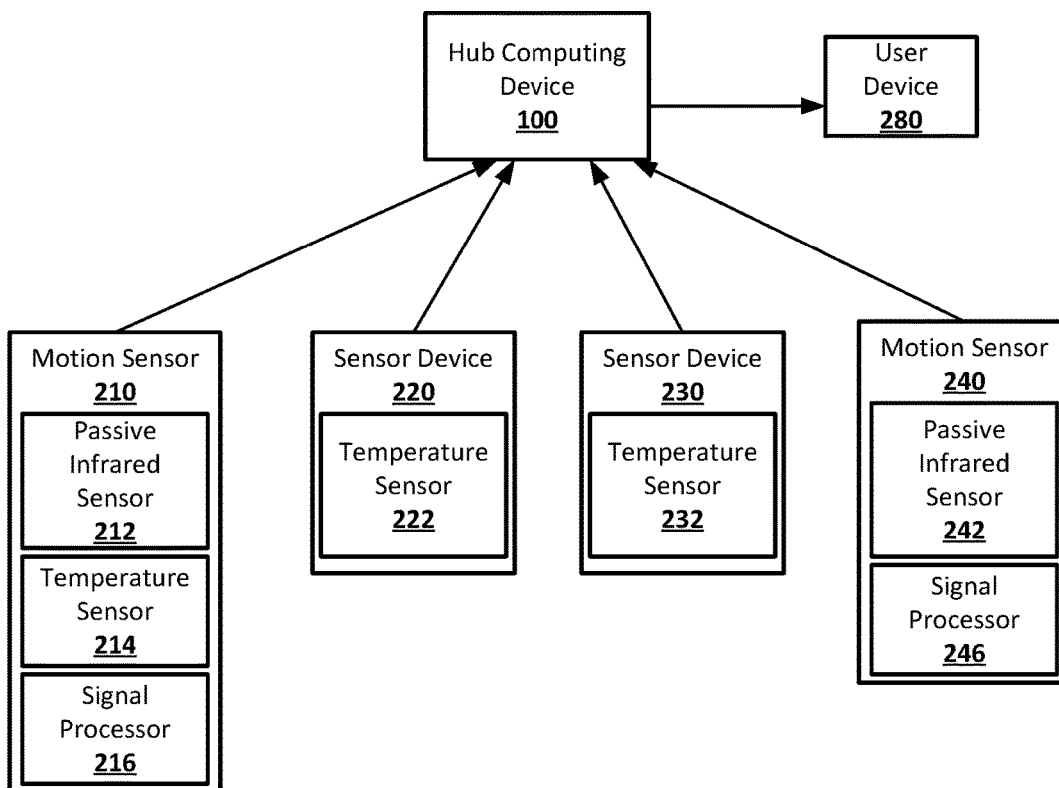 Hub Computing
Device
100
User
Device
280
Motion Sensor
210
Passive
Infrared
Sensor
212
Temperature
Sensor
214
Signal
Processor
216
Sensor Device
220
Temperature
Sensor
222
Sensor Device
230
Temperature
Sensor
232
Motion Sensor
240
Passive
Infrared
Sensor
242
Signal
Processor
246